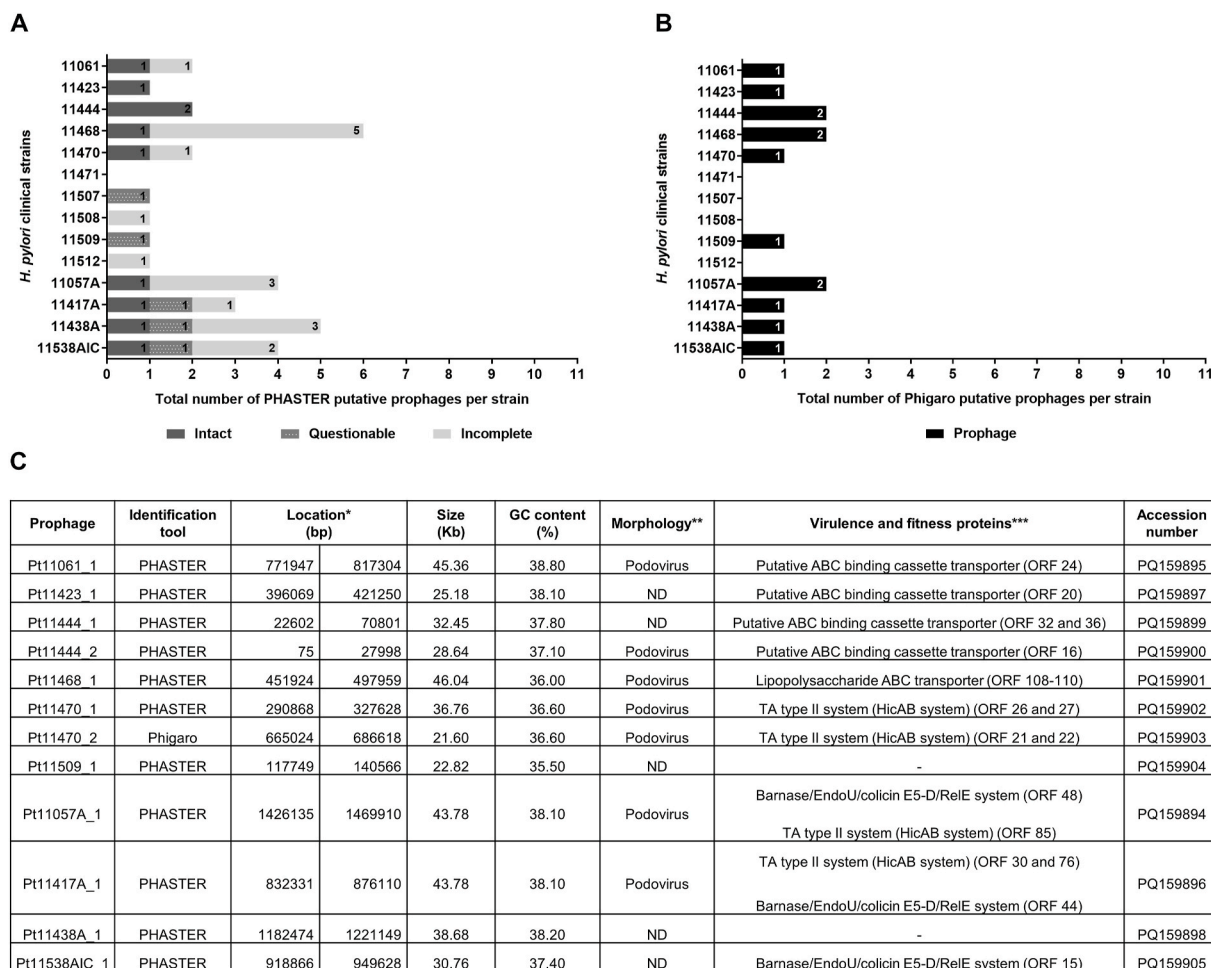 A
11061
1
1
11423
1
11444
2
11468
1
5
11470
1
1
11471
11507
1
11508
1
11509
1
11512
1
11057A
1
3
11417A
1
1
1
11438A
1
1
3
11538AIC
1
1
2
H. pylori clinical strains
0 1 2 3 4 5 6 7 8 9 10 11
Total number of PHASTER putative prophages per strain
Intact Questionable Incomplete
B
11061
1
11423
1
11444
2
11468
2
11470
1
11471
11507
11508
11509
1
11512
11057A
2
11417A
1
11438A
1
11538AIC
1
H. pylori clinical strains
0 1 2 3 4 5 6 7 8 9 10 11
Total number of Phigaro putative prophages per strain
Prophage
C
Prophage Identification tool Location* (bp) Size (Kb) GC content (%) Morphology** Virulence and fitness proteins*** Accession number
Pt11061_1 PHASTER 771947 817304 45.36 38.80 Podovirus Putative ABC binding cassette transporter (ORF 24) PQ159895
Pt11423_1 PHASTER 396069 421250 25.18 38.10 ND Putative ABC binding cassette transporter (ORF 20) PQ159897
Pt11444_1 PHASTER 22602 70801 32.45 37.80 ND Putative ABC binding cassette transporter (ORF 32 and 36) PQ159899
Pt11444_2 PHASTER 75 27998 28.64 37.10 Podovirus Putative ABC binding cassette transporter (ORF 16) PQ159900
Pt11468_1 PHASTER 451924 497959 46.04 36.00 Podovirus Lipopolysaccharide ABC transporter (ORF 108-110) PQ159901
Pt11470_1 PHASTER 290868 327628 36.76 36.60 Podovirus TA type II system (HicAB system) (ORF 26 and 27) PQ159902
Pt11470_2 Phigaro 665024 686618 21.60 36.60 Podovirus TA type II system (HicAB system) (ORF 21 and 22) PQ159903
Pt11509_1 PHASTER 117749 140566 22.82 35.50 ND - PQ159904
Pt11057A_1 PHASTER 1426135 1469910 43.78 38.10 Podovirus Barnase/EndoU/colicin E5-D/RelE system (ORF 48) TA type II system (HicAB system) (ORF 85) PQ159894
Pt11417A_1 PHASTER 832331 876110 43.78 38.10 Podovirus TA type II system (HicAB system) (ORF 30 and 76) Barnase/EndoU/colicin E5-D/RelE system (ORF 44) PQ159896
Pt11438A_1 PHASTER 1182474 1221149 38.68 38.20 ND - PQ159898
Pt11538AIC_1 PHASTER 918866 949628 30.76 37.40 ND Barnase/EndoU/colicin E5-D/RelE system (ORF 15) PQ159905